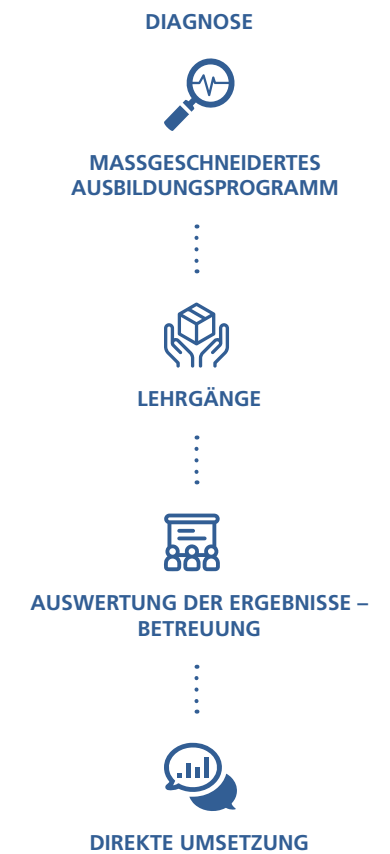 DIAGNOSE
MASSGESCHNEIDERTES
AUSBILDUNGSPROGRAMM
LEHRGÄNGE
AUSWERTUNG DER ERGEBNISSE –
BETREUUNG
DIREKTE UMSETZUNG